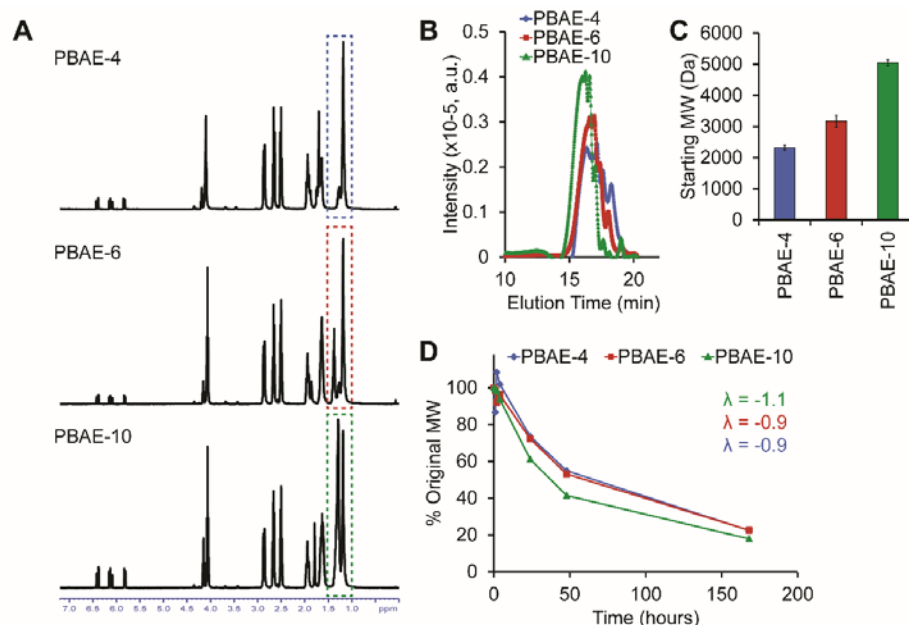 A
PBAE-4
PBAE-6
PBAE-10
7.0 6.5 6.0 5.5 5.0 4.5 4.0 3.5 3.0 2.5 2.0 1.5 1.0 ppm
B
PBAE-4
PBAE-6
PBAE-10
Intensity (x10-5, a.u.)
0.5
0.4
0.3
0.2
0.1
0
10 15 20
Elution Time (min)
C
Starting MW (Da)
6000
5000
4000
3000
2000
1000
0
PBAE-4
PBAE-6
PBAE-10
D
PBAE-4 PBAE-6 PBAE-10
% Original MW
100
80
60
40
20
0
λ = -1.1
λ = -0.9
λ = -0.9
0 50 100 150 200
Time (hours)